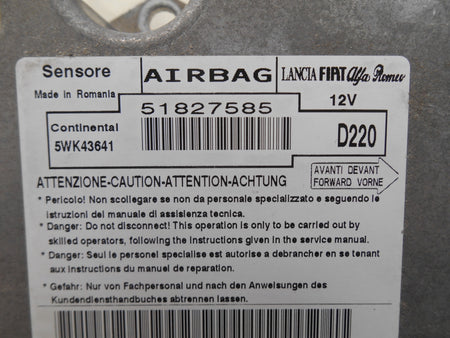 Sensore AIRBAG LANCIA FIAT Alfa Romeo
Made in Romania 51827585 12V
Continental
5WK43641 D220
AVANTI DEVANT
FORWARD VORNE
ATTENZIONE-CAUTION-ATTENTION-ACHTUNG
* Pericolo! Non scollegare se non da personale specializzato e seguendo le
istruzioni del manuale di assistenza tecnica.
* Danger: Do not disconnect! This operation is only to be carried out by
skilled operators, following the instructions given in the service manual.
* Danger: Seul le personel specialise est autorise a debrancher en se tenant
aux instructions du manuel de reparation.
* Gefahr: Nur von Fachpersonal und nach den Anweisungen des
Kundendiensthandbuches abtrennen lassen.